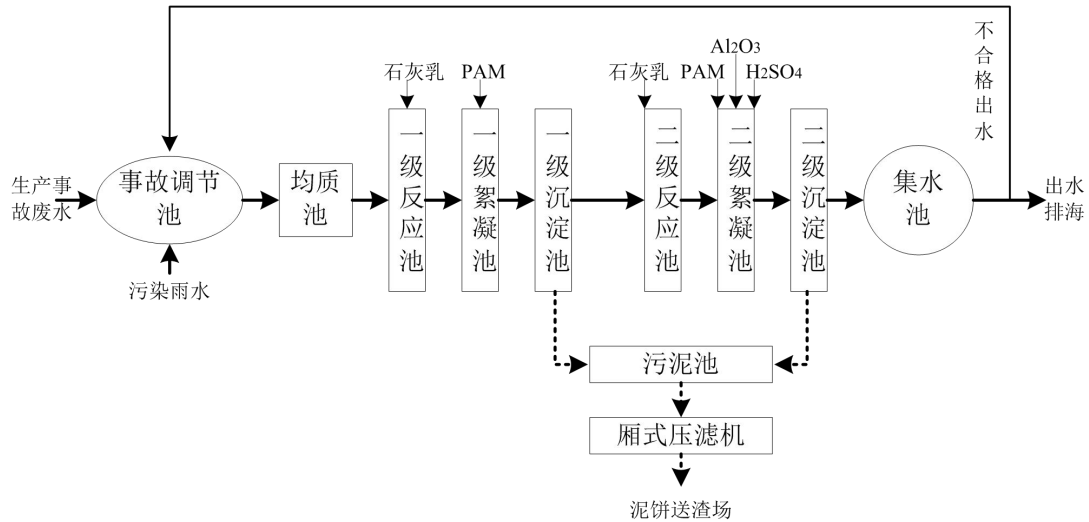 不合格出水
Al2O3
石灰乳
PAM
石灰乳
PAM
H2SO4
生产事
故废水
事故调节
池
均质
池
一级反应池
一级絮凝池
一级沉淀池
二级反应池
二级絮凝池
二级沉淀池
集水
池
出水
排海
污染雨水
污泥池
厢式压滤机
泥饼送渣场